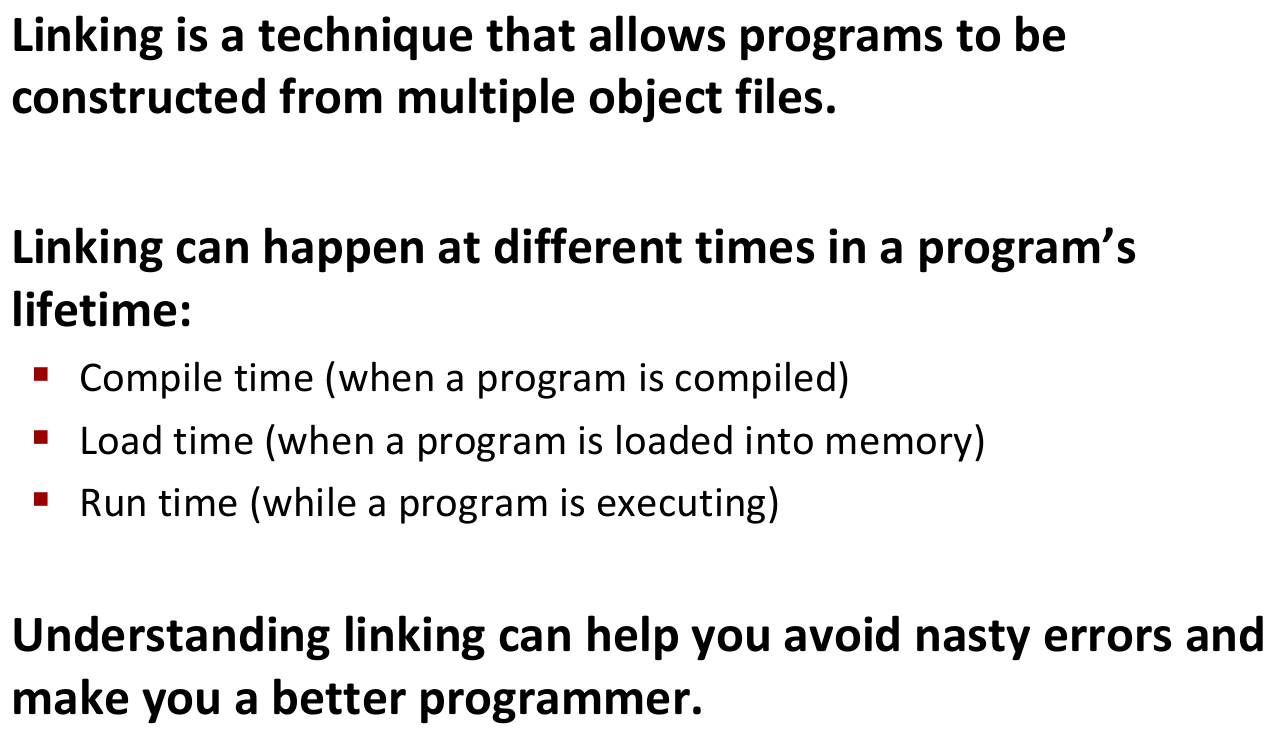 Linking is a technique that allows programs to be
constructed from multiple object files.
Linking can happen at different times in a program’s
lifetime:
▪ Compile time (when a program is compiled)
▪ Load time (when a program is loaded into memory)
▪ Run time (while a program is executing)
Understanding linking can help you avoid nasty errors and
make you a better programmer.